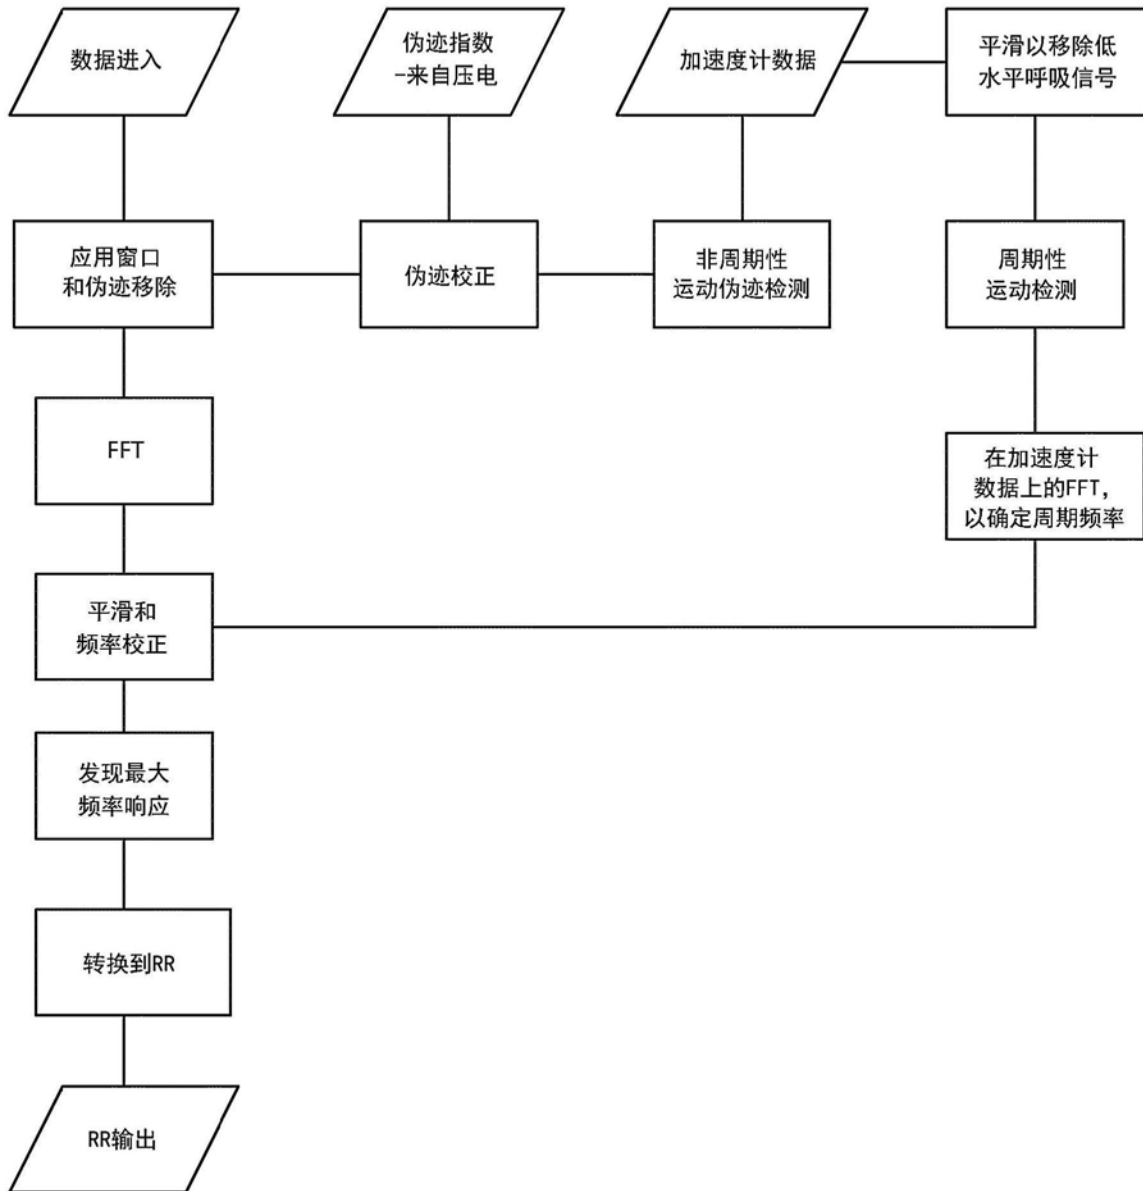 数据进入
伪迹指数
-来自压电
加速度计数据
平滑以移除低
水平呼吸信号
应用窗口
和伪迹移除
伪迹校正
非周期性
运动伪迹检测
周期性
运动检测
FFT
在加速度计
数据上的FFT,
以确定周期频率
平滑和
频率校正
发现最大
频率响应
转换到RR
RR输出